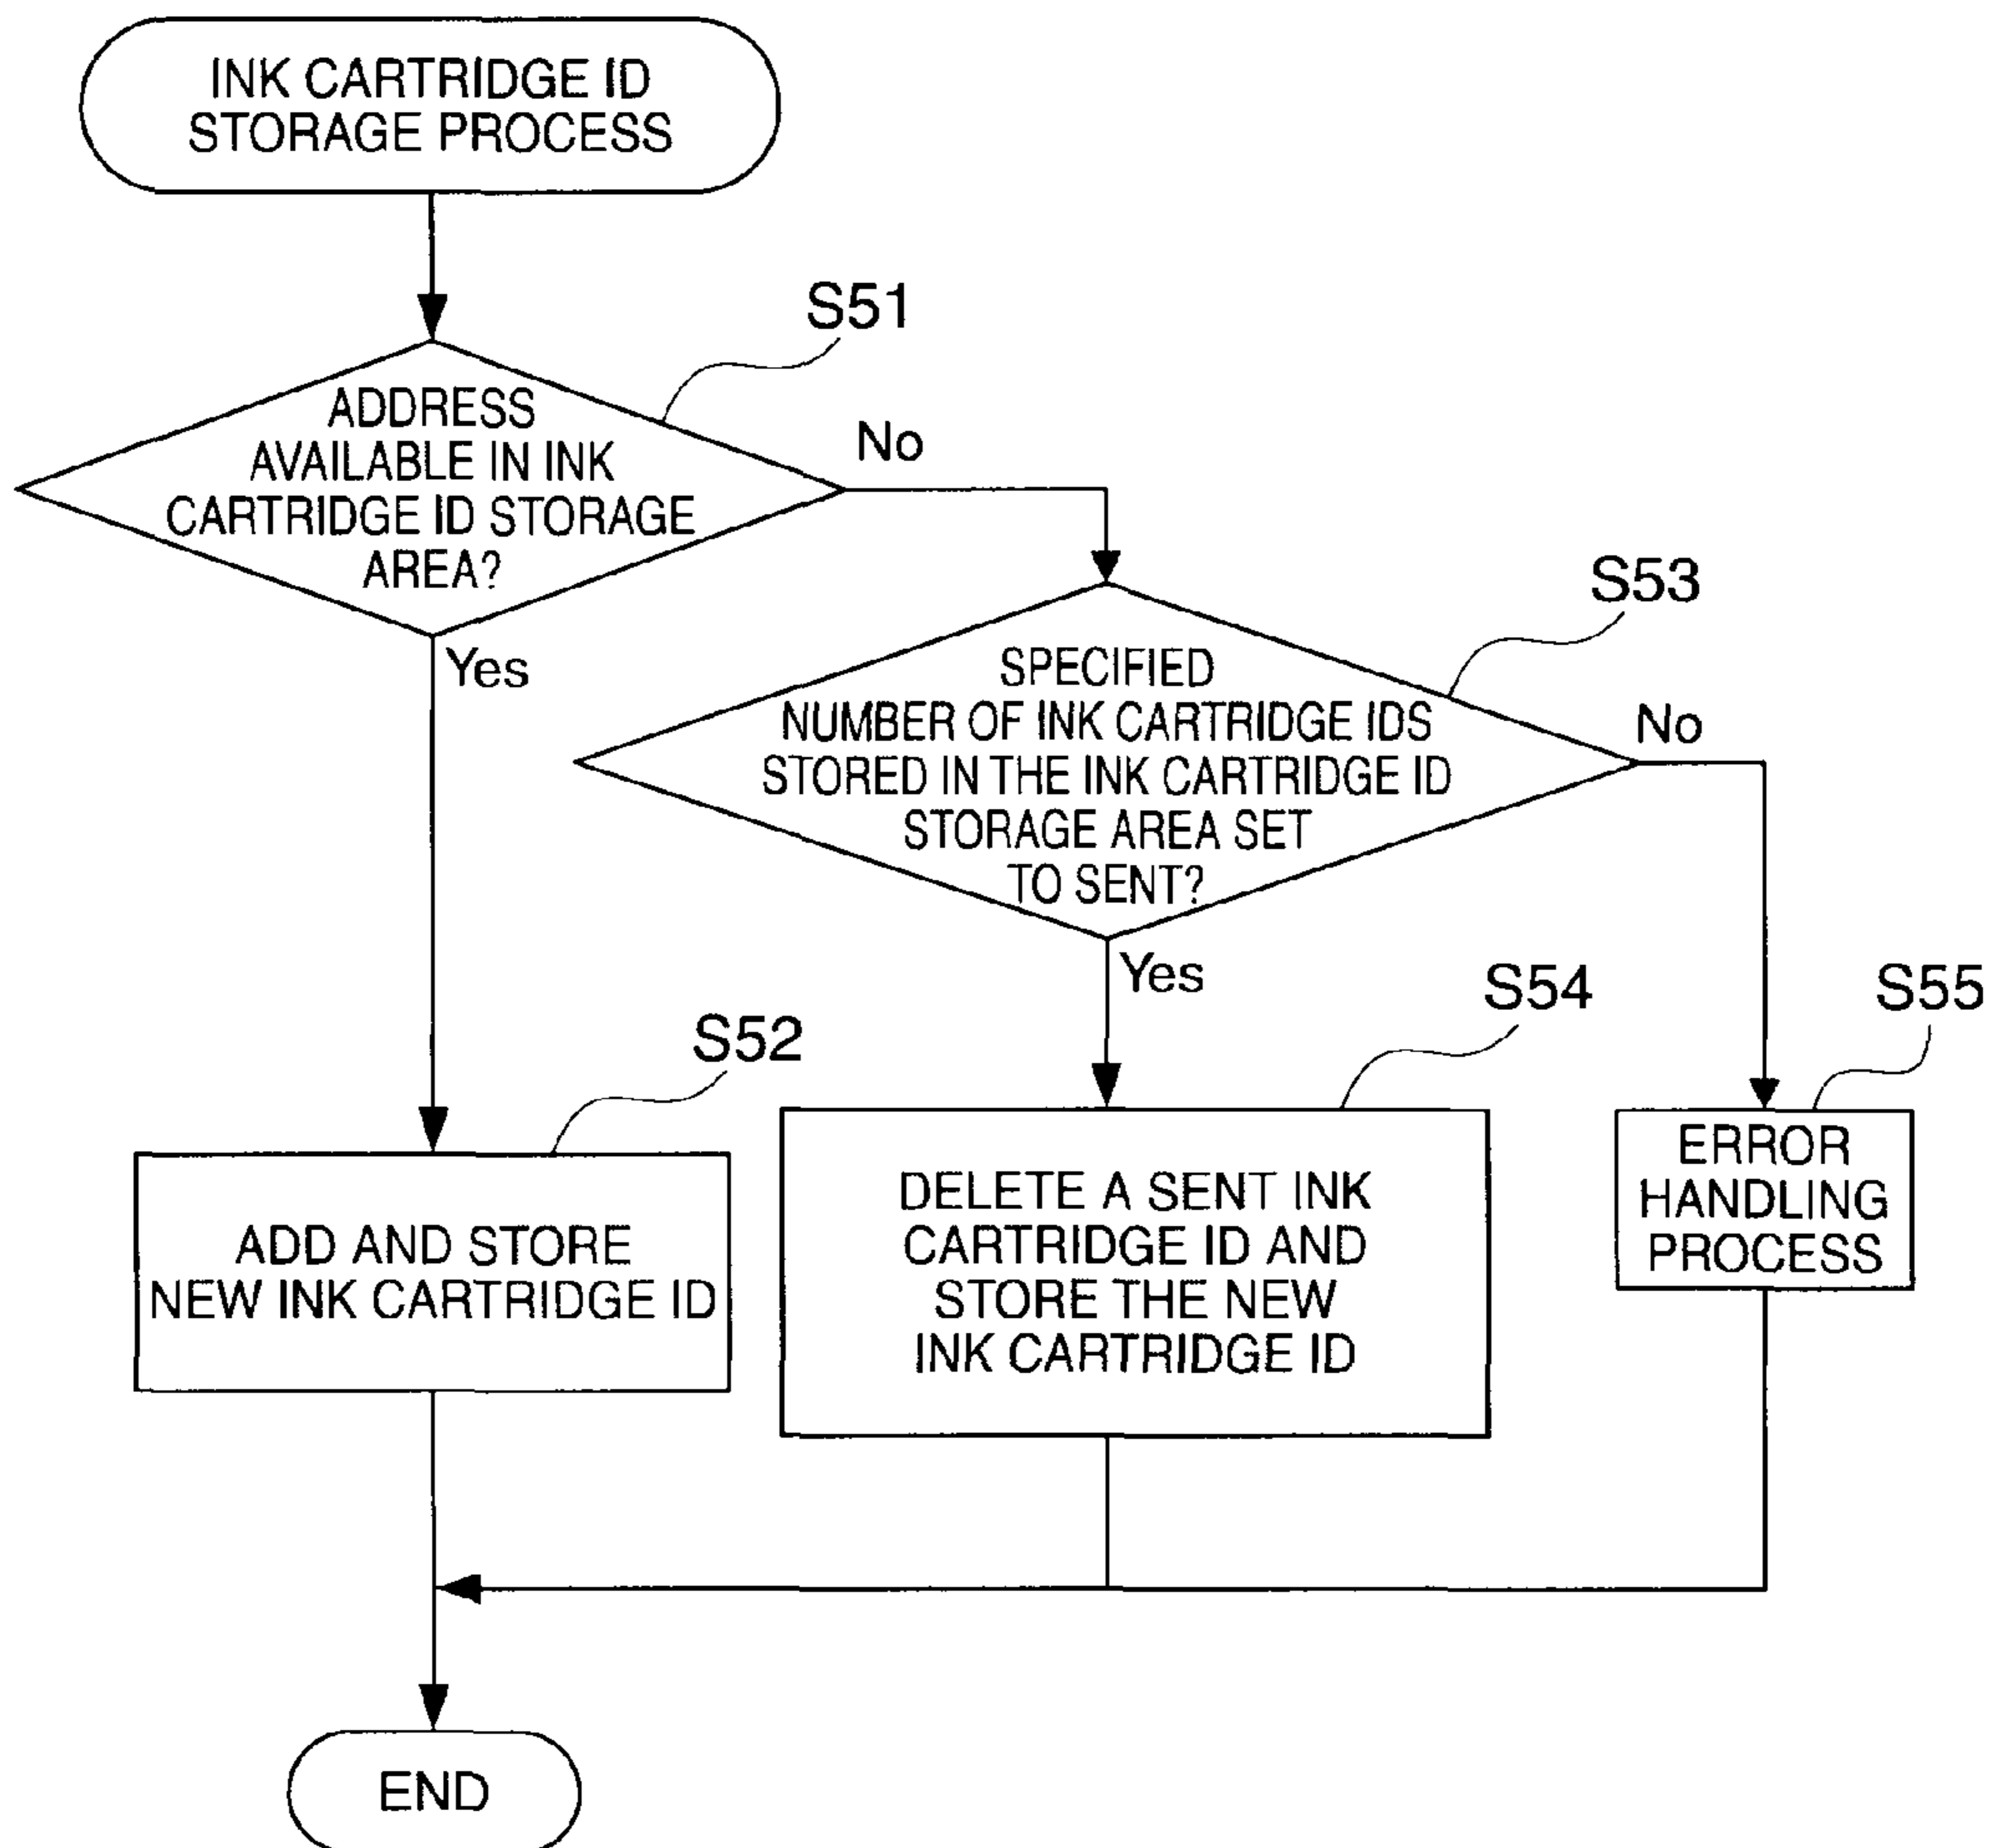 INK CARTRIDGE ID
STORAGE PROCESS
S51
ADDRESS
AVAILABLE IN INK
CARTRIDGE ID STORAGE
AREA?
No
Yes
S53
SPECIFIED
NUMBER OF INK CARTRIDGE IDS
STORED IN THE INK CARTRIDGE ID
STORAGE AREA SET
TO SENT?
No
Yes
S52
ADD AND STORE
NEW INK CARTRIDGE ID
S54
DELETE A SENT INK
CARTRIDGE ID AND
STORE THE NEW
INK CARTRIDGE ID
S55
ERROR
HANDLING
PROCESS
END